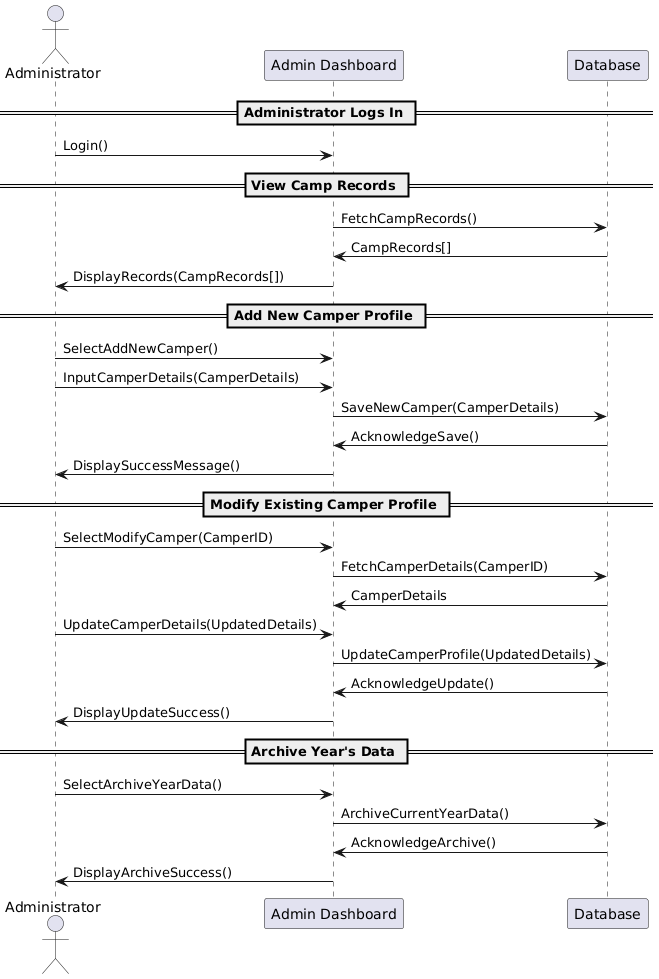 Administrator
Admin Dashboard
Database
Administrator Logs In
Login()
View Camp Records
FetchCampRecords()
CampRecords[]
DisplayRecords(CampRecords[])
Add New Camper Profile
SelectAddNewCamper()
InputCamperDetails(CamperDetails)
SaveNewCamper(CamperDetails)
AcknowledgeSave()
DisplaySuccessMessage()
Modify Existing Camper Profile
SelectModifyCamper(CamperID)
FetchCamperDetails(CamperID)
CamperDetails
UpdateCamperDetails(UpdatedDetails)
UpdateCamperProfile(UpdatedDetails)
AcknowledgeUpdate()
DisplayUpdateSuccess()
Archive Year's Data
SelectArchiveYearData()
ArchiveCurrentYearData()
AcknowledgeArchive()
DisplayArchiveSuccess()
Administrator
Admin Dashboard
Database